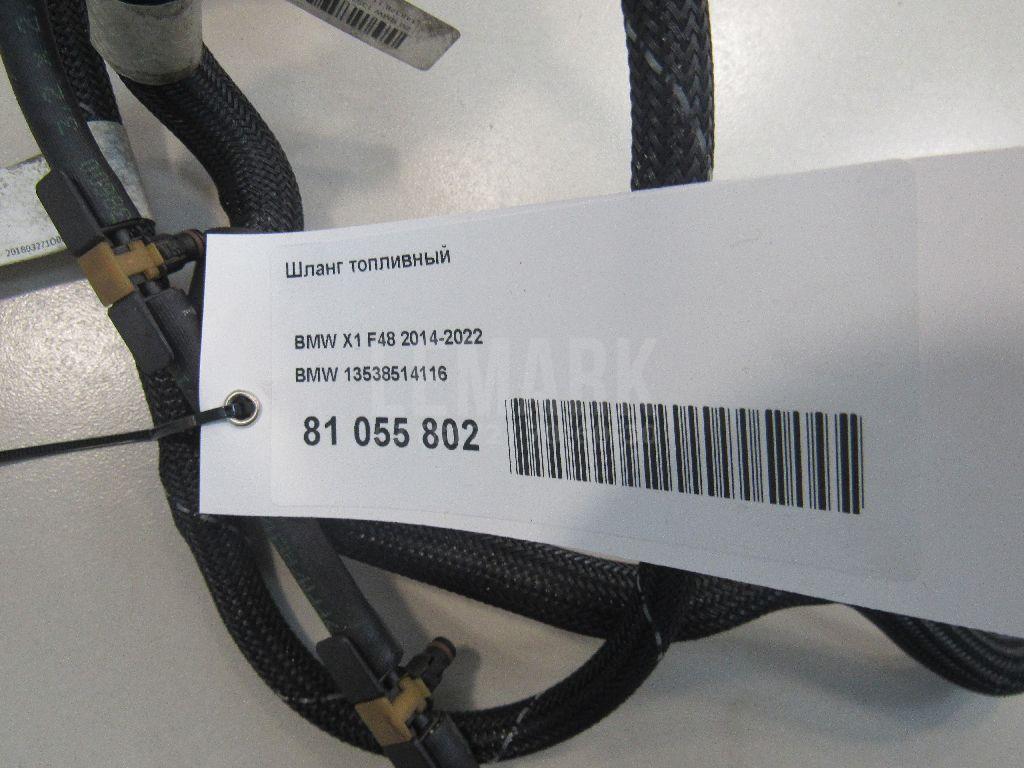 Шланг топливный
BMW X1 F48 2014-2022
BMW 13538514116
81 055 802